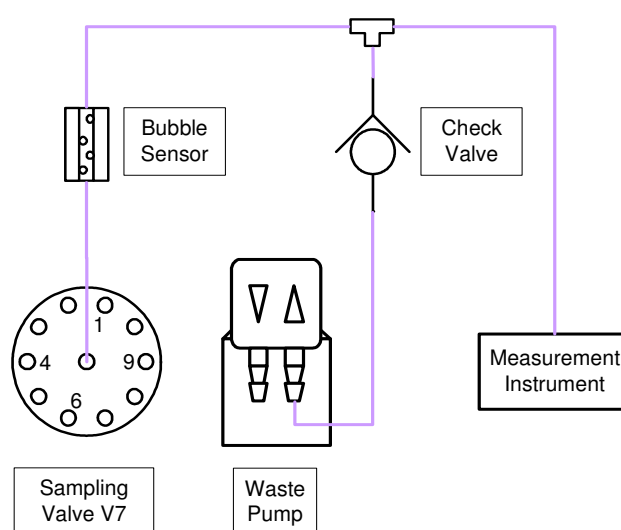 Bubble
Sensor
Check
Valve
1
4
9
6
Measurement
Instrument
Sampling
Valve V7
Waste
Pump